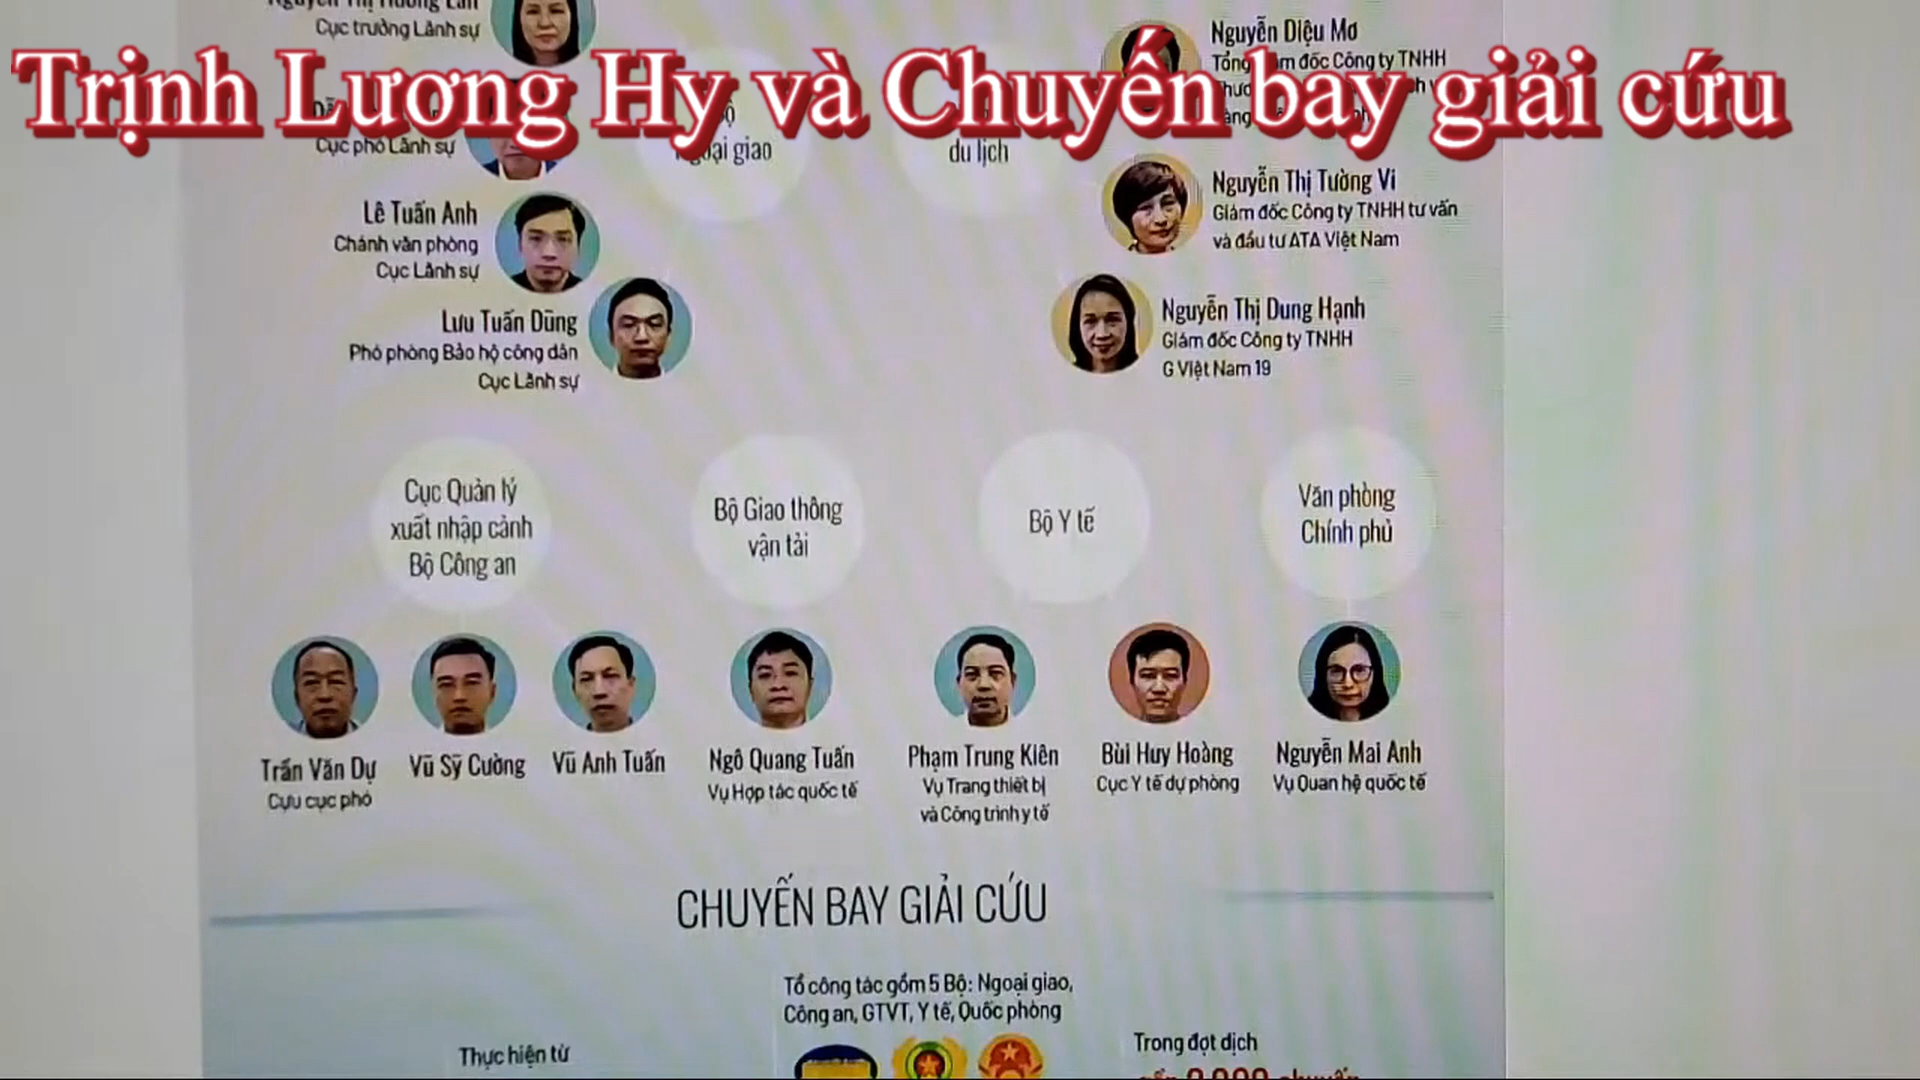 Trịnh Lương Hy và Chuyến bay giải cứu
Cục trưởng Lãnh sự
Cục phó Lãnh sự
Lê Tuấn Anh
Chánh văn phòng
Cục Lãnh sự
Lưu Tuấn Dũng
Phó phòng Bảo hộ công dân
Cục Lãnh sự
giao
du lịch
Nguyễn Diệu Mơ
đốc Công ty TNHH
Nguyễn Thị Tường Vi
Giám đốc Công ty TNHH tư vấn
và đầu tư ATA Việt Nam
Nguyễn Thị Dung Hạnh
Giám đốc Công ty TNHH
G Việt Nam 19
Cục Quản lý
xuất nhập cảnh
Bộ Công an
Bộ Giao thông
vận tải
Bộ Y tế
Văn phòng
Chính phủ
Trần Văn Dự
Cựu cục phó
Vũ Sỹ Cường
Vũ Anh Tuấn
Ngô Quang Tuấn
Vụ Hợp tác quốc tế
Phạm Trung Kiên
Vụ Trang thiết bị
và Công trình y tế
Bùi Huy Hoàng
Cục Y tế dự phòng
Nguyễn Mai Anh
Vụ Quan hệ quốc tế
CHUYẾN BAY GIẢI CỨU
Tổ công tác gồm 5 Bộ: Ngoại giao,
Công an, GTVT, Y tế, Quốc phòng
Thực hiện từ
Trong đợt dịch